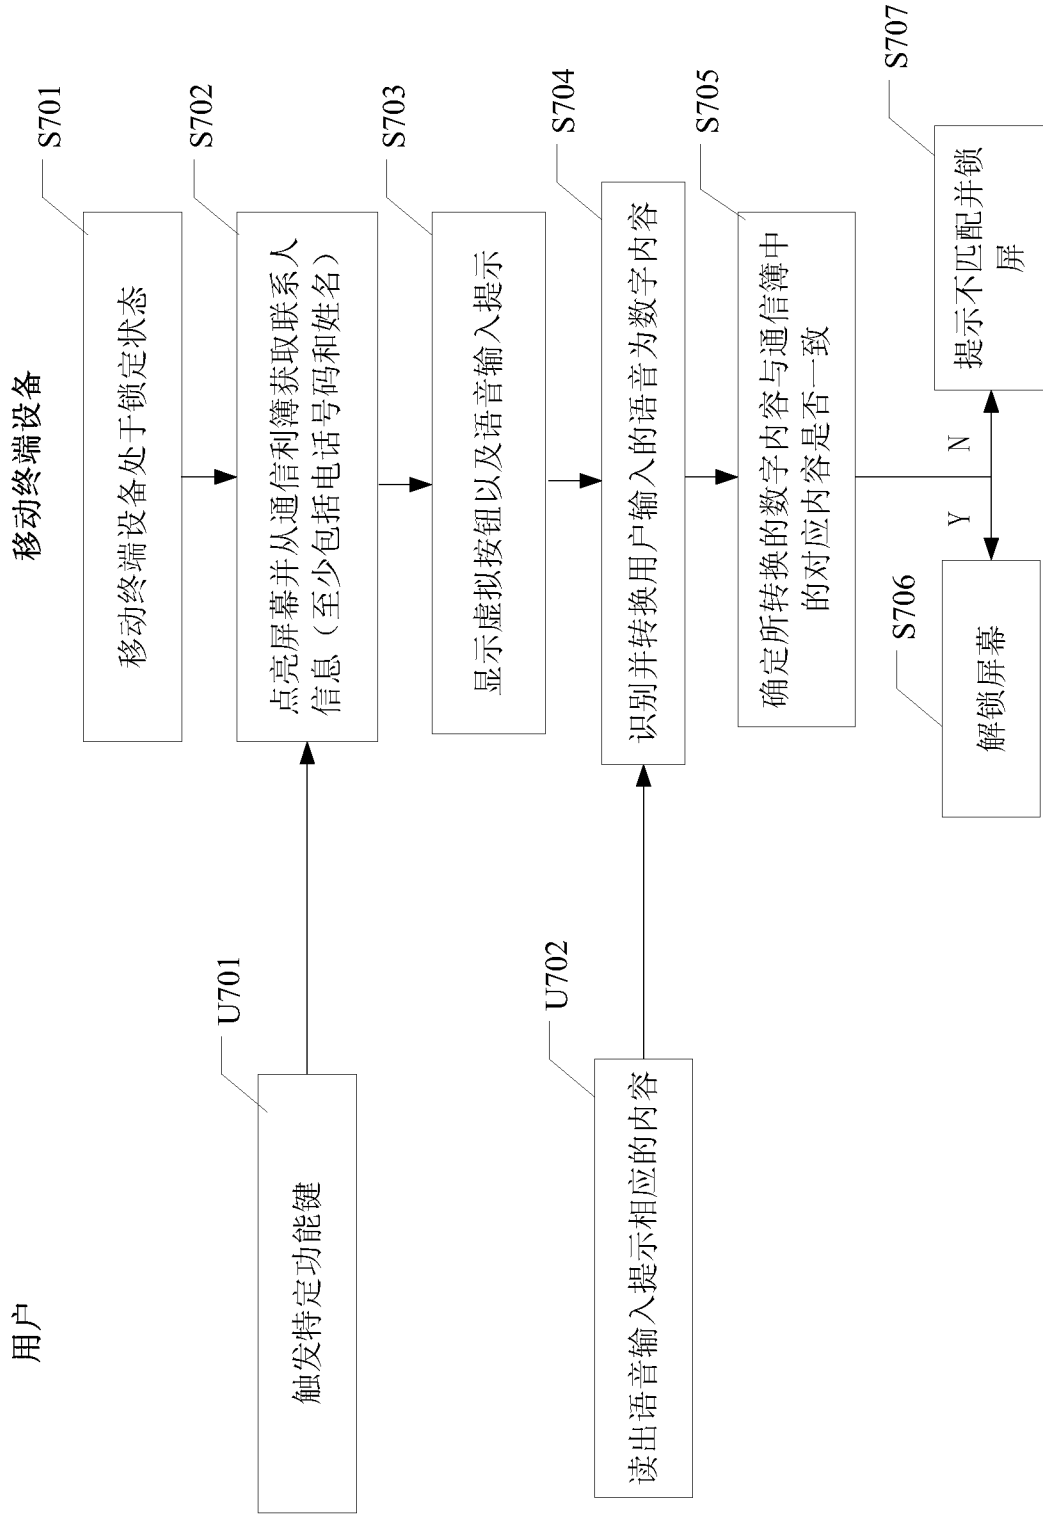 用户
移动终端设备
S701
移动终端设备处于锁定状态
U701
触发特定功能键
S702
点亮屏幕并从通信利簿获取联系人
信息（至少包括电话号码和姓名）
S703
显示虚拟按钮以及语音输入提示
U702
读出语音输入提示相应的内容
S704
识别并转换用户输入的语音为数字内容
S705
确定所转换的数字内容与通信簿中
的对应内容是否一致
Y
N
S706
解锁屏幕
S707
提示不匹配并锁
屏